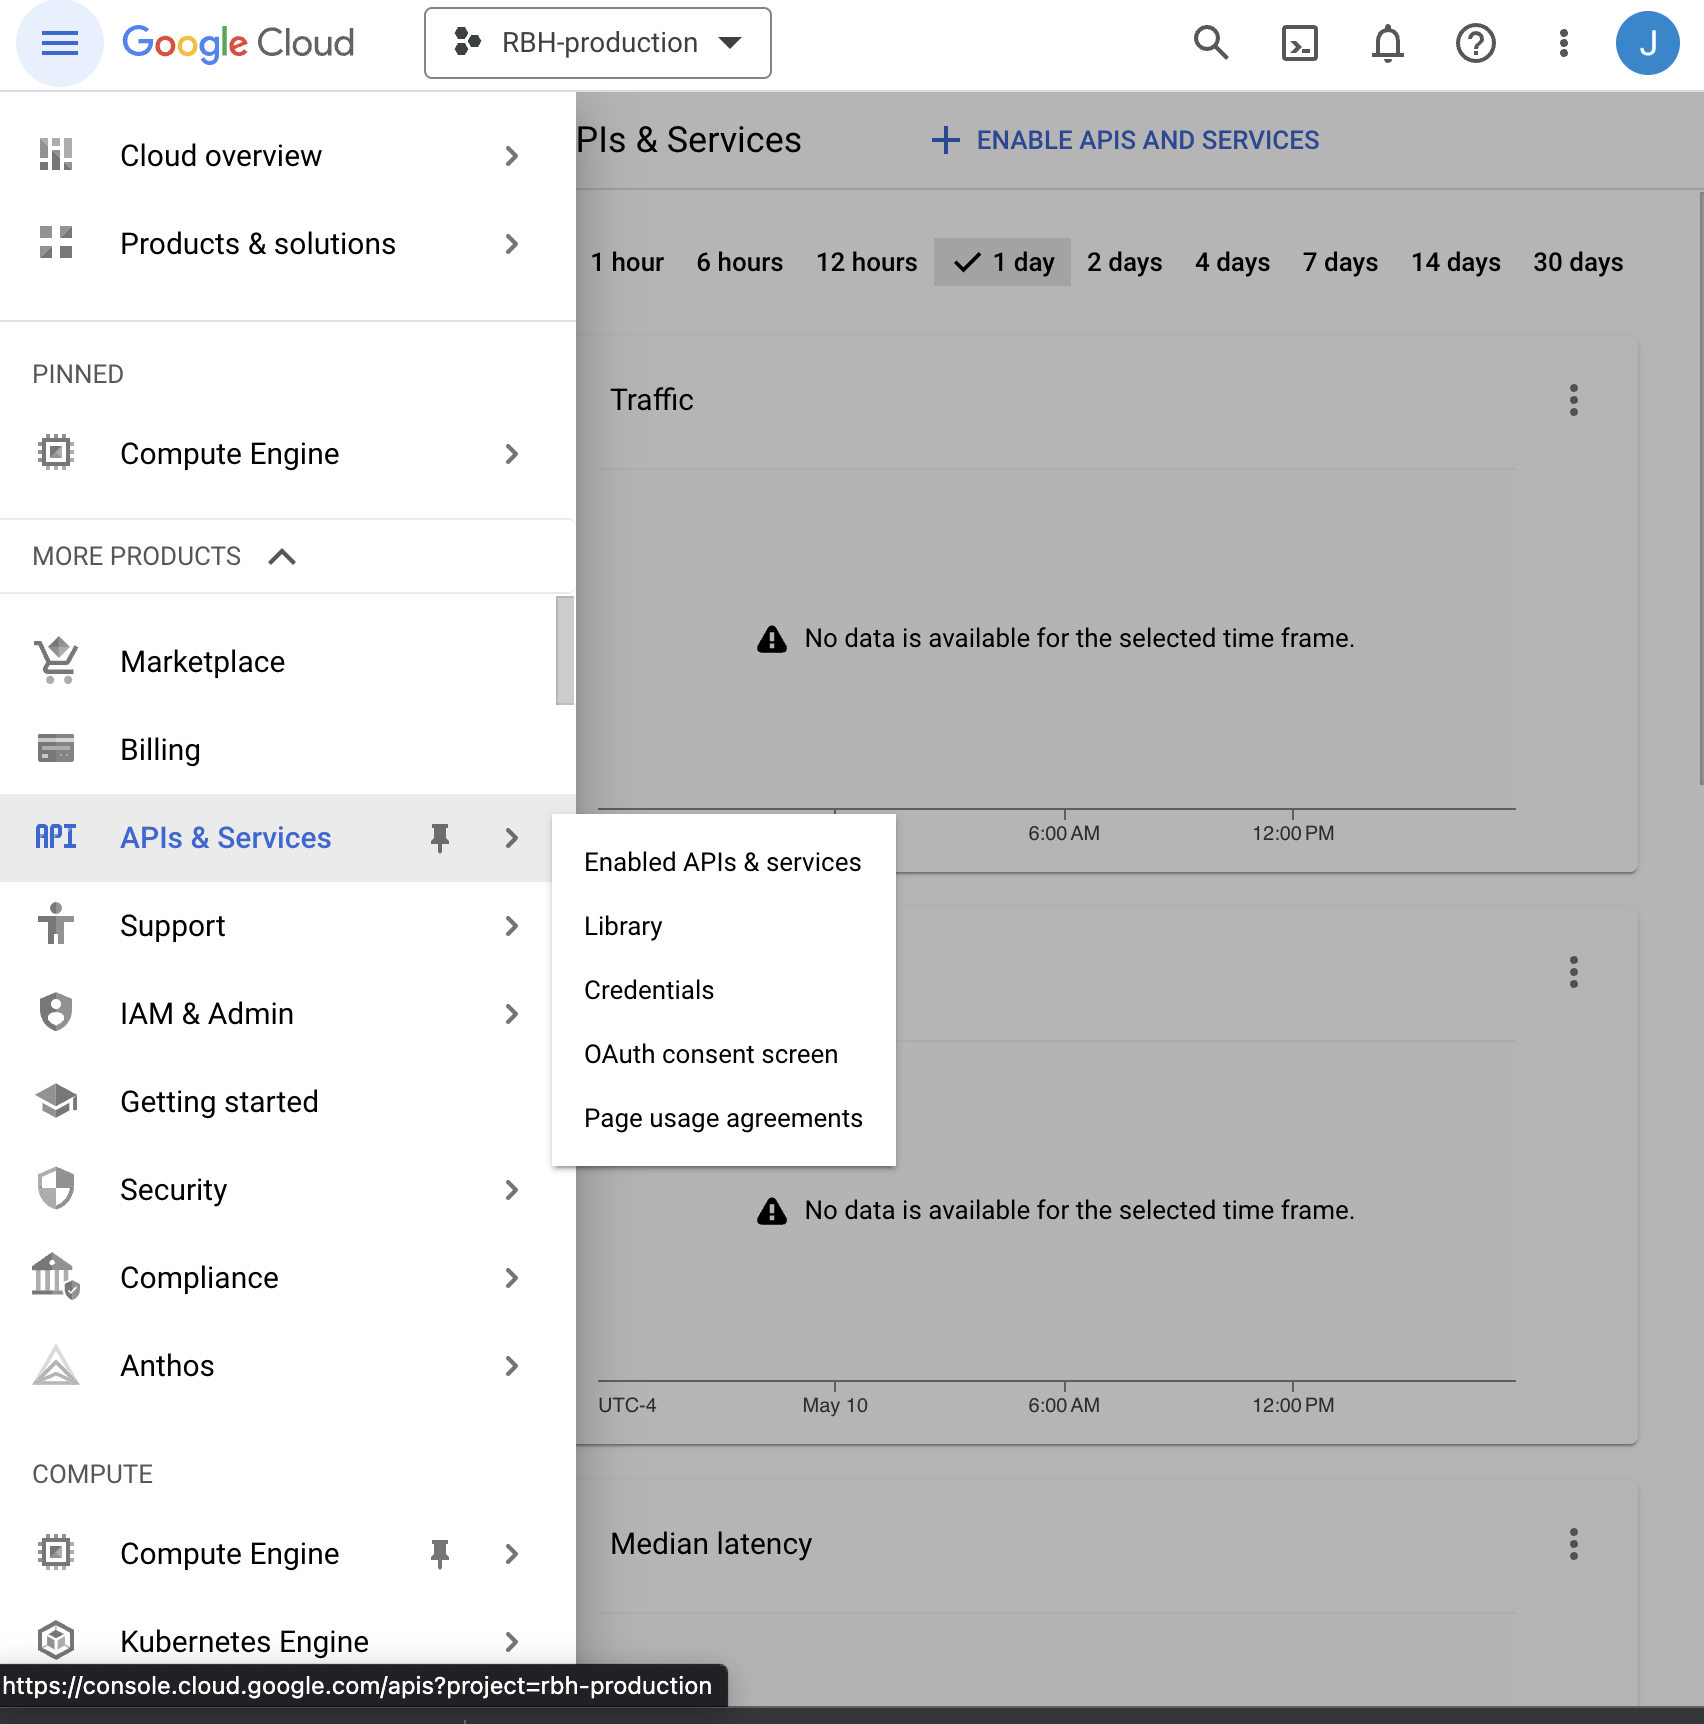 Google Cloud
RBH-production
J
Cloud overview
Products & solutions
PINNED
Compute Engine
MORE PRODUCTS
Marketplace
Billing
API APIs & Services
Support
IAM & Admin
Getting started
Security
Compliance
Anthos
COMPUTE
Compute Engine
Kubernetes Engine
Enabled APIs & services
Library
Credentials
OAuth consent screen
Page usage agreements
PIs & Services
ENABLE APIS AND SERVICES
1 hour 6 hours 12 hours 1 day 2 days 4 days 7 days 14 days 30 days
Traffic
No data is available for the selected time frame.
6:00 AM 12:00 PM
No data is available for the selected time frame.
UTC-4 May 10 6:00 AM 12:00 PM
Median latency
https://console.cloud.google.com/apis?project=rbh-production